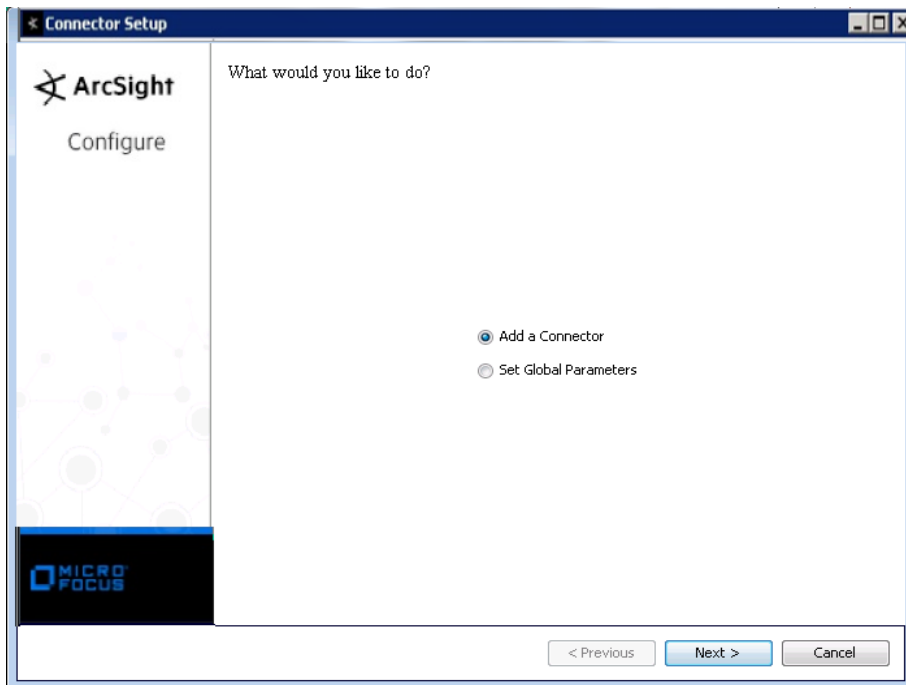 Connector Setup
ArcSight
Configure
What would you like to do?
Add a Connector
Set Global Parameters
MICRO
FOCUS
< Previous
Next >
Cancel